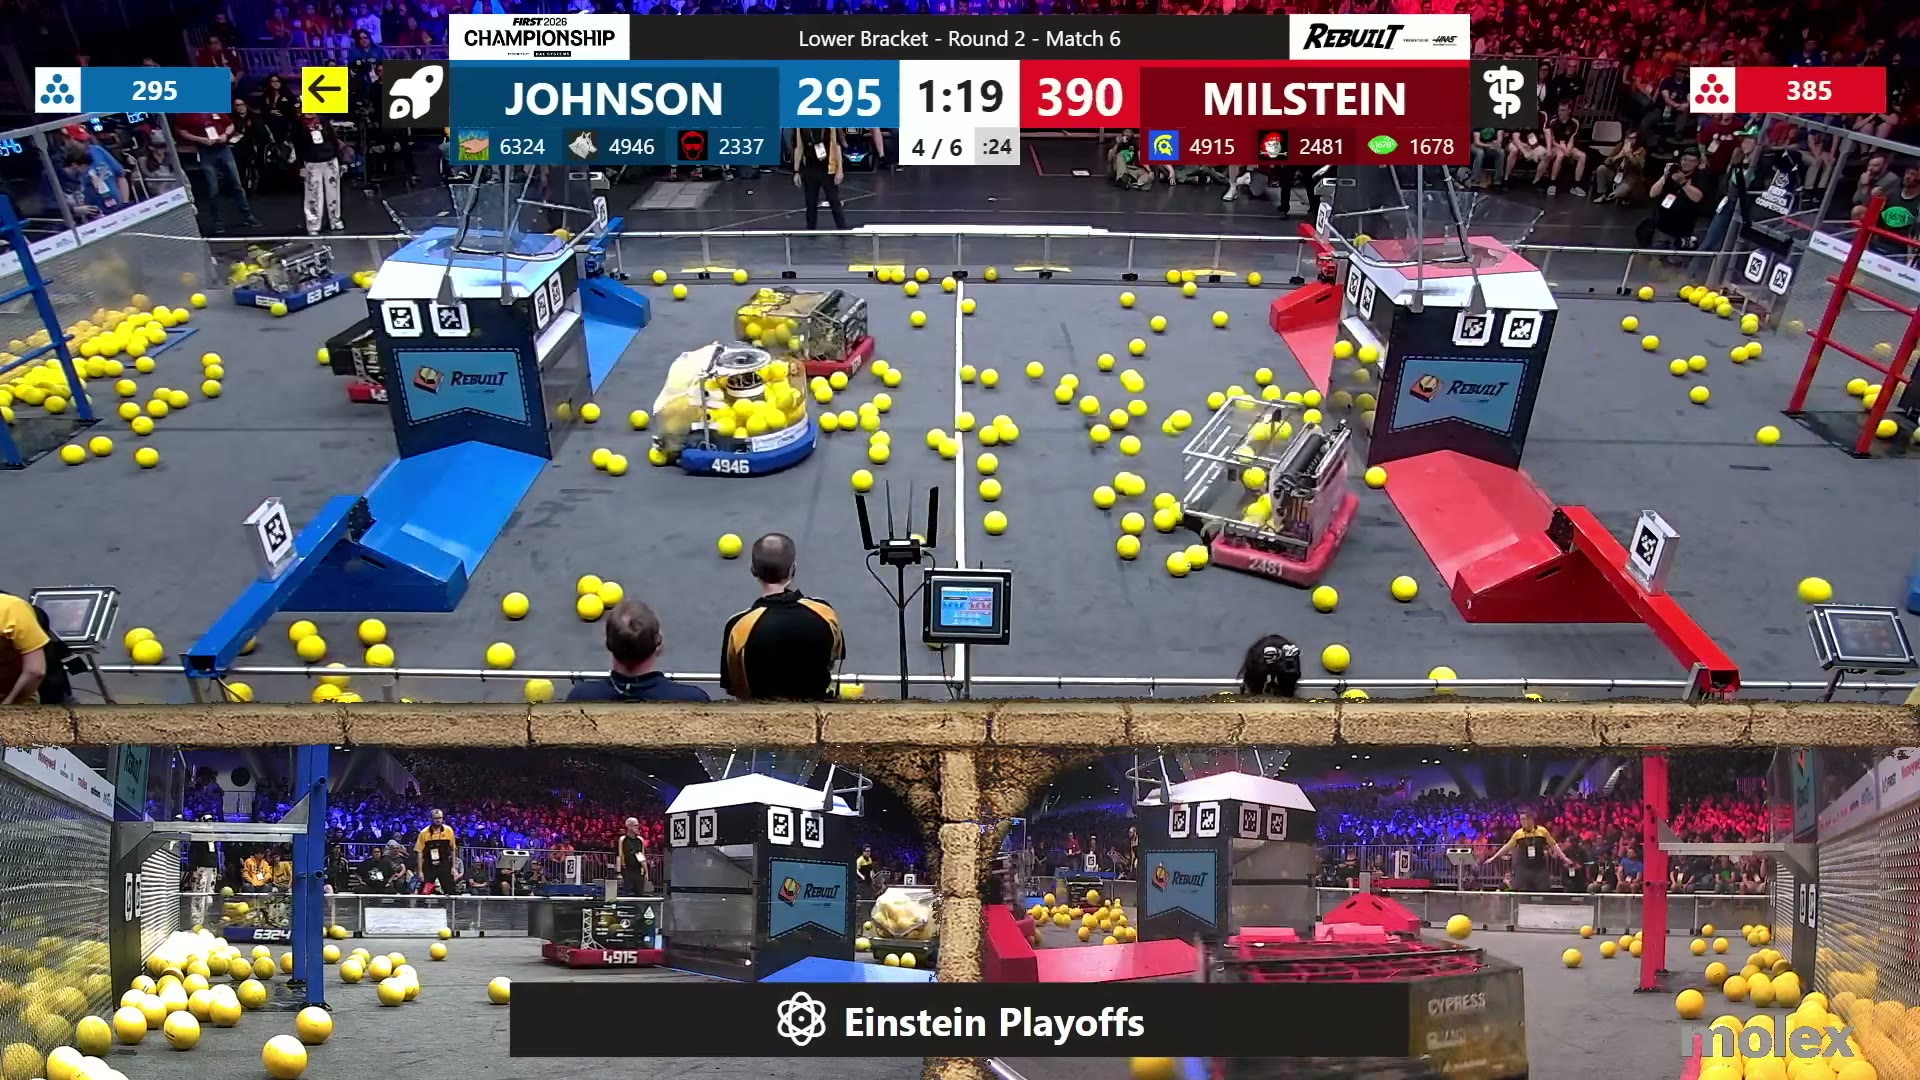 FIRST 2026
CHAMPIONSHIP
Lower Bracket - Round 2 - Match 6
REBUILT
295
JOHNSON
295
1:19
390
MILSTEIN
385
6324
4946
2337
4 / 6
:24
4915
2481
1678
6324
REBUILT
REBUILT
4946
2481
6324
4915
REBUILT
REBUILT
CYPRESS
Einstein Playoffs
molex